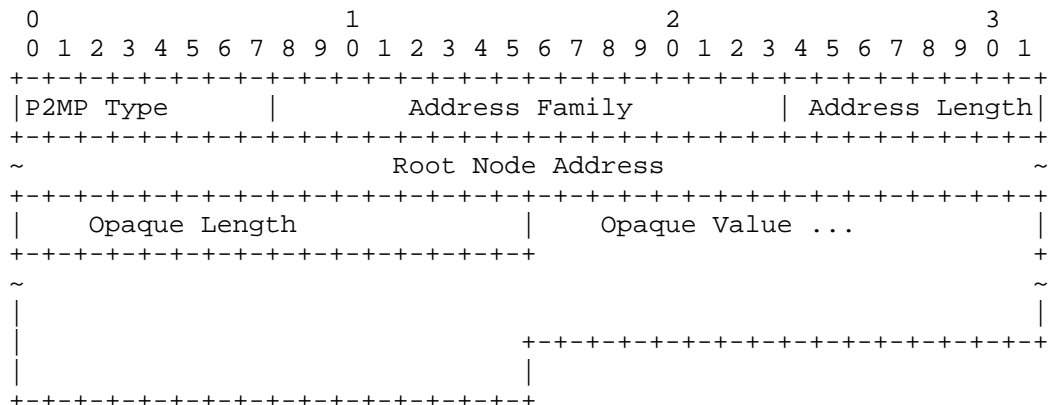 0                   1                   2                   3
 0 1 2 3 4 5 6 7 8 9 0 1 2 3 4 5 6 7 8 9 0 1 2 3 4 5 6 7 8 9 0 1
+-+-+-+-+-+-+-+-+-+-+-+-+-+-+-+-+-+-+-+-+-+-+-+-+-+-+-+-+-+-+-+-+
|P2MP Type      |        Address Family         | Address Length|
+-+-+-+-+-+-+-+-+-+-+-+-+-+-+-+-+-+-+-+-+-+-+-+-+-+-+-+-+-+-+-+-+
~                       Root Node Address                       ~
+-+-+-+-+-+-+-+-+-+-+-+-+-+-+-+-+-+-+-+-+-+-+-+-+-+-+-+-+-+-+-+-+
|    Opaque Length              |    Opaque Value ...           |
+-+-+-+-+-+-+-+-+-+-+-+-+-+-+-+-+                               +
~                                                               ~
|                                                               |
|                               +-+-+-+-+-+-+-+-+-+-+-+-+-+-+-+-+
|                               |
+-+-+-+-+-+-+-+-+-+-+-+-+-+-+-+-+